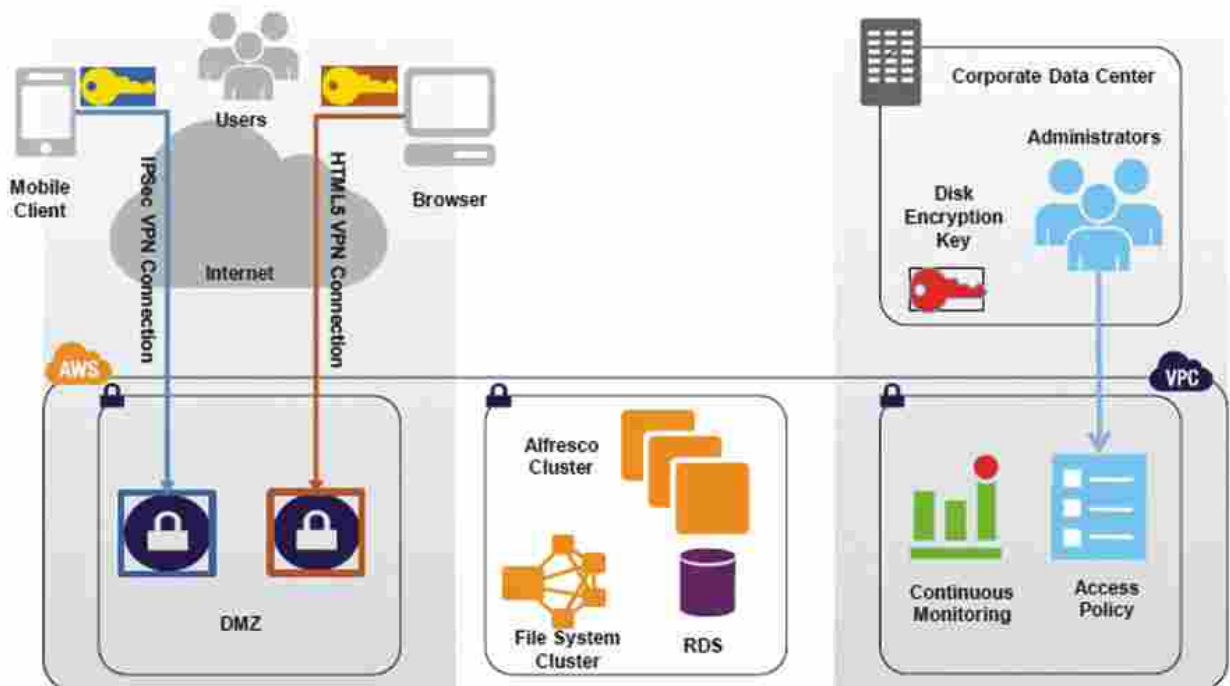 Users
Mobile
Client
IPSec VPN Connection
HTML5 VPN Connection
Browser
Internet
Corporate Data Center
Administrators
Disk
Encryption
Key
AWS
VPC
DMZ
Alfresco
Cluster
File System
Cluster
RDS
Continuous
Monitoring
Access
Policy